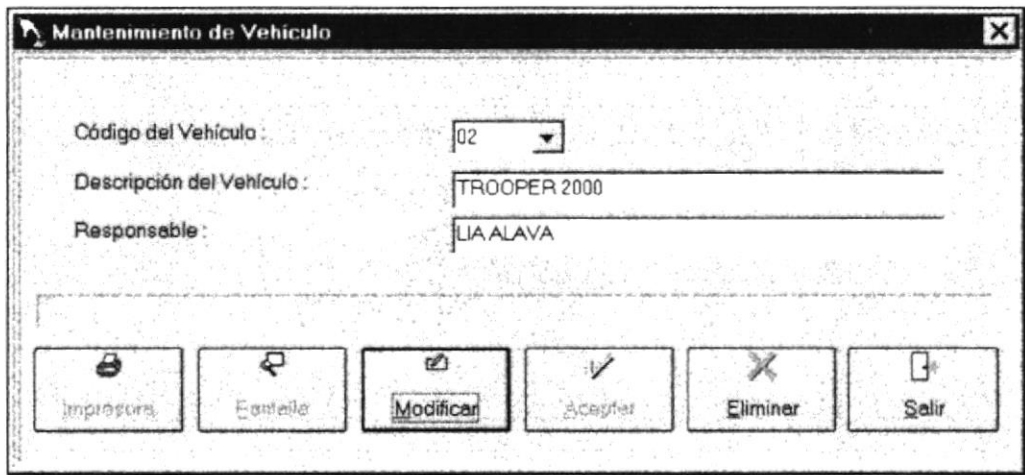 Mantenimiento de Vehículo
Código del Vehículo : 02
Descripción del Vehículo : TROOPER 2000
Responsable : LIA ALAVA
Impresora Pantalla Modificar Aceptar Eliminar Salir